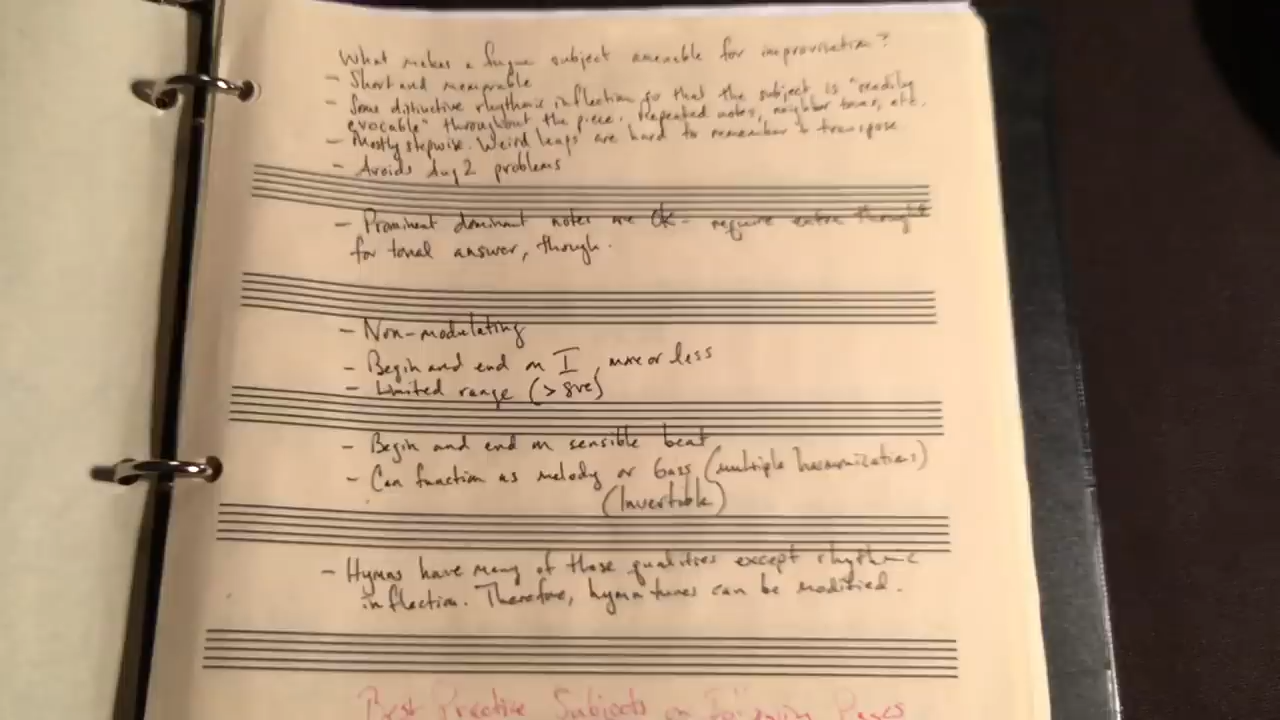 What makes a fugue subject amenable for improvisation?
- Short and memorable
- Some distinctive rhythmic inflection so that the subject is "readily
evocable" throughout the piece. Repeated notes, neighbor tones, etc.
- Mostly stepwise. Weird leaps are hard to remember + transpose
- Avoids Aug 2 problems
- Prominent dominant notes are OK - require extra thought
for tonal answer, though.
- Non-modulating
- Begin and end on I, more or less
- Limited range (> 8ve)
- Begin and end on sensible beat
- Can function as melody or bass (multiple harmonizations)
(Invertible)
- Hymns have many of those qualities except rhythmic
inflection. Therefore, hymn tunes can be modified.
Best Practice Subjects on Following Pages